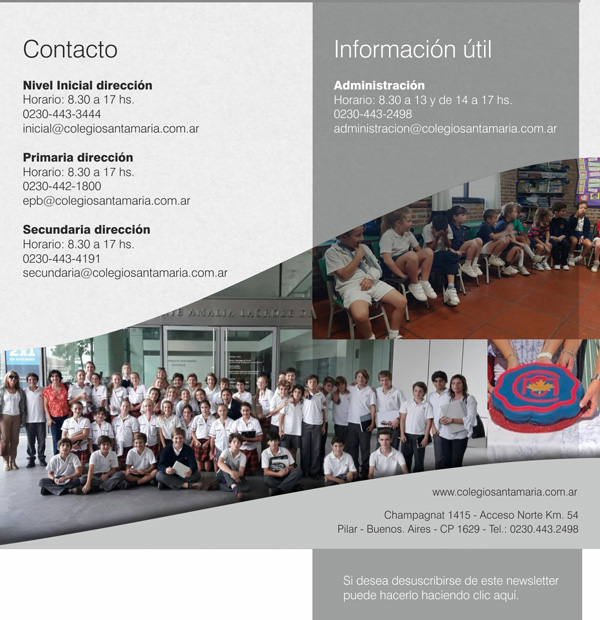 Contacto
Nivel Inicial dirección
Horario: 8.30 a 17 hs.
0230-443-3444
inicial@colegiosantamaria.com.ar
Primaria dirección
Horario: 8.30 a 17 hs.
0230-442-1800
epb@colegiosantamaria.com.ar
Secundaria dirección
Horario: 8.30 a 17 hs.
0230-443-4191
secundaria@colegiosantamaria.com.ar
Información útil
Administración
Horario: 8.30 a 13 y de 14 a 17 hs.
0230-443-2498
administracion@colegiosantamaria.com.ar
AMALIA LACROZE DE
www.colegiosantamaria.com.ar
Champagnat 1415 - Acceso Norte Km. 54
Pilar - Buenos. Aires - CP 1629 - Tel.: 0230.443.2498
Si desea desuscribirse de este newsletter
puede hacerlo haciendo clic aquí.